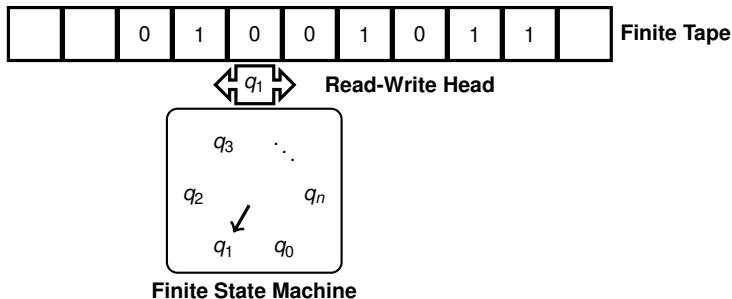 0 1 0 0 1 0 1 1 Finite Tape
q1 Read-Write Head
q3 ⋱
q2 qn
q1 q0
Finite State Machine